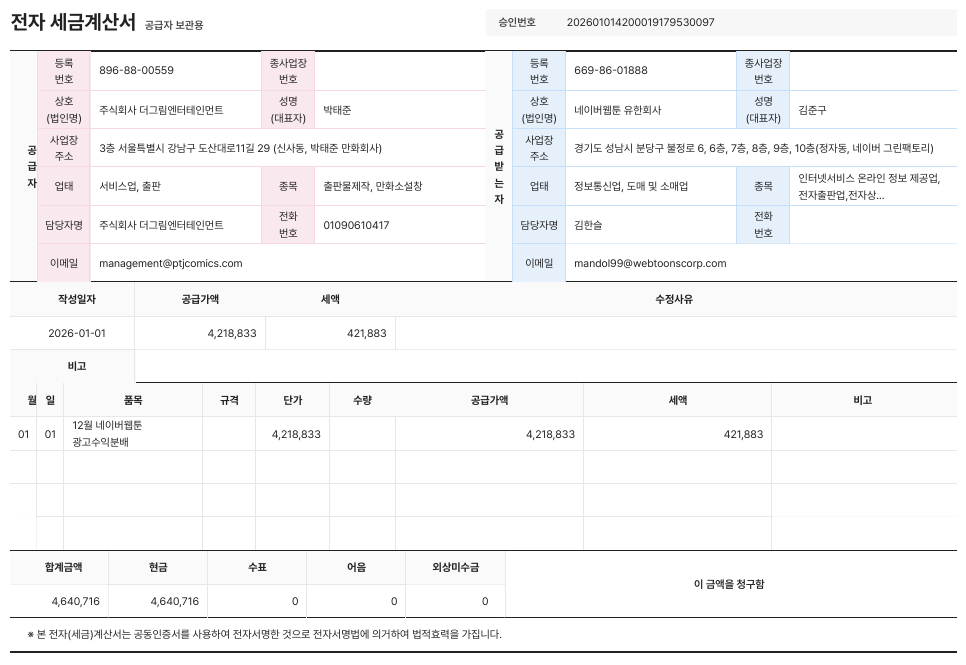 전자 세금계산서 공급자 보관용
승인번호 202601014200019179530097
공급자
등록번호 896-88-00559 종사업장번호
상호(법인명) 주식회사 더그림엔터테인먼트 성명(대표자) 박태준
사업장주소 3층 서울특별시 강남구 도산대로11길 29 (신사동, 박태준 만화회사)
업태 서비스업, 출판 종목 출판물제작, 만화소설창
담당자명 주식회사 더그림엔터테인먼트 전화번호 01090610417
이메일 management@ptjcomics.com
공급받는자
등록번호 669-86-01888 종사업장번호
상호(법인명) 네이버웹툰 유한회사 성명(대표자) 김준구
사업장주소 경기도 성남시 분당구 불정로 6, 6층, 7층, 8층, 9층, 10층(정자동, 네이버 그린팩토리)
업태 정보통신업, 도매 및 소매업 종목 인터넷서비스 온라인 정보 제공업,
전자출판업,전자상...
담당자명 김한슬 전화번호
이메일 mandol99@webtoonscorp.com
작성일자 공급가액 세액 수정사유
2026-01-01 4,218,833 421,883
비고
월 일 품목 규격 단가 수량 공급가액 세액 비고
01 01 12월 네이버웹툰 4,218,833 4,218,833 421,883
광고수익분배
합계금액 현금 수표 어음 외상미수금 이 금액을 청구함
4,640,716 4,640,716 0 0 0
※ 본 전자(세금)계산서는 공동인증서를 사용하여 전자서명한 것으로 전자서명법에 의거하여 법적효력을 가집니다.